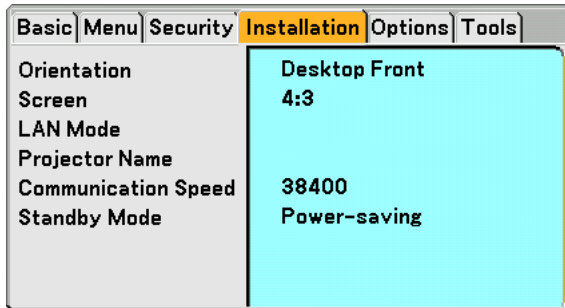 Basic Menu Security Installation Options Tools
Orientation Desktop Front
Screen 4:3
LAN Mode
Projector Name
Communication Speed 38400
Standby Mode Power-saving